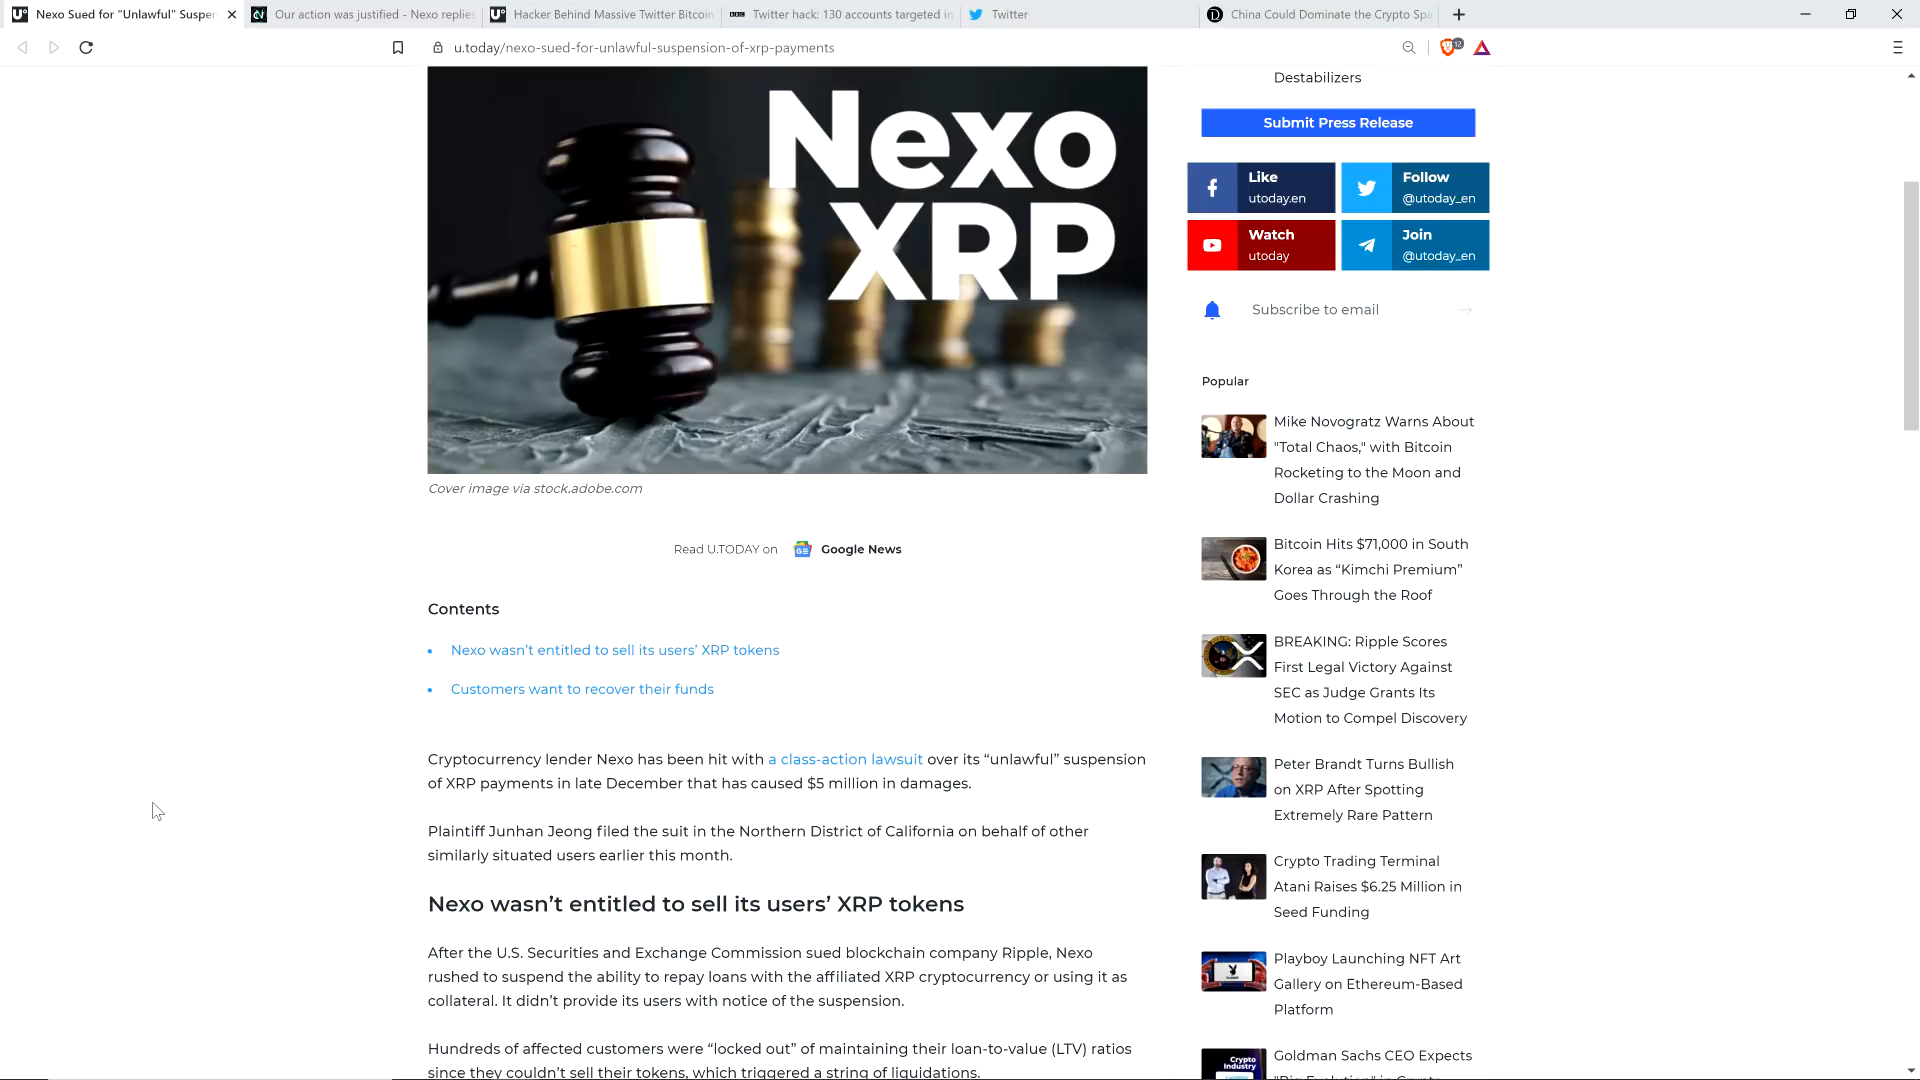 Nexo Sued for "Unlawful" Suspen
Our action was justified - Nexo replies
Hacker Behind Massive Twitter Bitcoin
Twitter hack: 130 accounts targeted in
Twitter
China Could Dominate the Crypto Spa
u.today/nexo-sued-for-unlawful-suspension-of-xrp-payments
12
Nexo
XRP
Cover image via stock.adobe.com
Read U.TODAY on Google News
Contents
• Nexo wasn’t entitled to sell its users’ XRP tokens
• Customers want to recover their funds
Cryptocurrency lender Nexo has been hit with a class-action lawsuit over its “unlawful” suspension
of XRP payments in late December that has caused $5 million in damages.
Plaintiff Junhan Jeong filed the suit in the Northern District of California on behalf of other
similarly situated users earlier this month.
Nexo wasn’t entitled to sell its users’ XRP tokens
After the U.S. Securities and Exchange Commission sued blockchain company Ripple, Nexo
rushed to suspend the ability to repay loans with the affiliated XRP cryptocurrency or using it as
collateral. It didn’t provide its users with notice of the suspension.
Hundreds of affected customers were “locked out” of maintaining their loan-to-value (LTV) ratios
since they couldn’t sell their tokens, which triggered a string of liquidations.
Destabilizers
Submit Press Release
Like
utoday.en
Follow
@utoday_en
Watch
utoday
Join
@utoday_en
Subscribe to email
Popular
Mike Novogratz Warns About
"Total Chaos," with Bitcoin
Rocketing to the Moon and
Dollar Crashing
Bitcoin Hits $71,000 in South
Korea as “Kimchi Premium”
Goes Through the Roof
BREAKING: Ripple Scores
First Legal Victory Against
SEC as Judge Grants Its
Motion to Compel Discovery
Peter Brandt Turns Bullish
on XRP After Spotting
Extremely Rare Pattern
Crypto Trading Terminal
Atani Raises $6.25 Million in
Seed Funding
Playboy Launching NFT Art
Gallery on Ethereum-Based
Platform
Crypto
Industry
Goldman Sachs CEO Expects
"Big Evolution" in Crypto